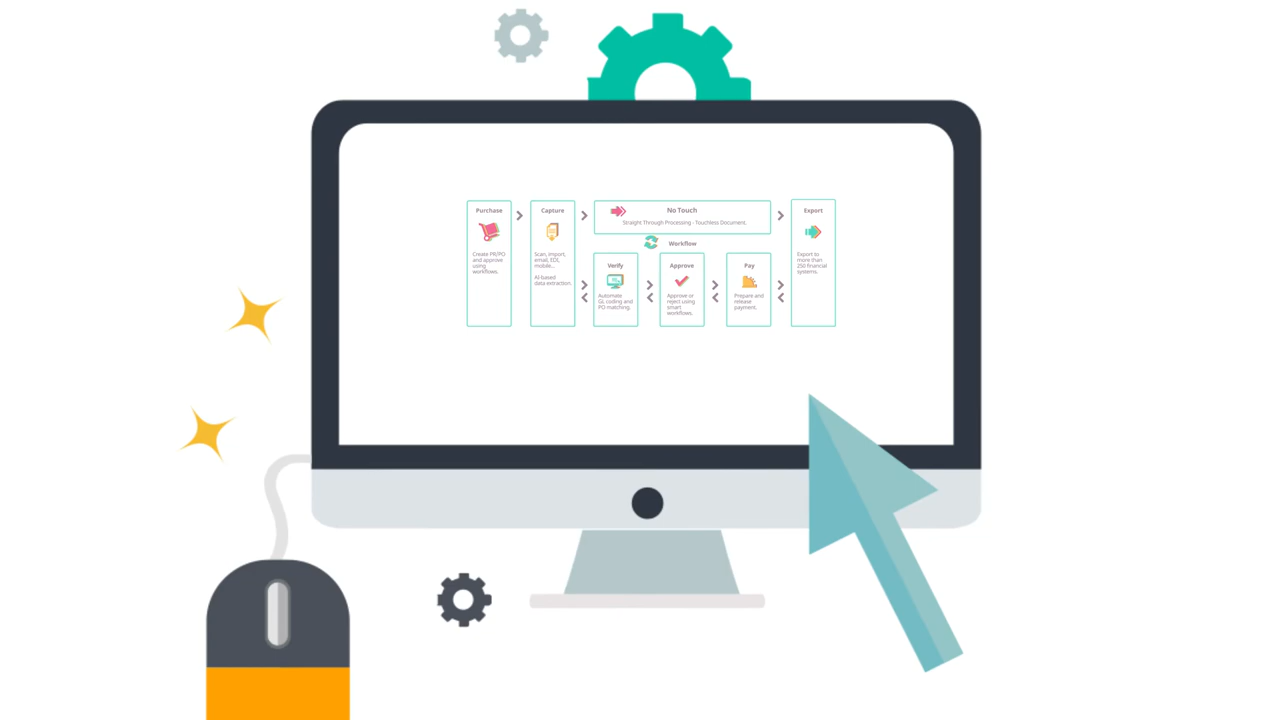 Purchase
Create PR/PO
and approve
using
workflows.
Capture
Scan, import,
email, EDI,
mobile...
AI-based
data extraction.
No Touch
Straight Through Processing - Touchless Document.
Workflow
Verify
Automate
GL coding and
PO matching.
Approve
Approve or
reject using
smart
workflows.
Pay
Prepare and
release
payment.
Export
Export to
more than
250 financial
systems.